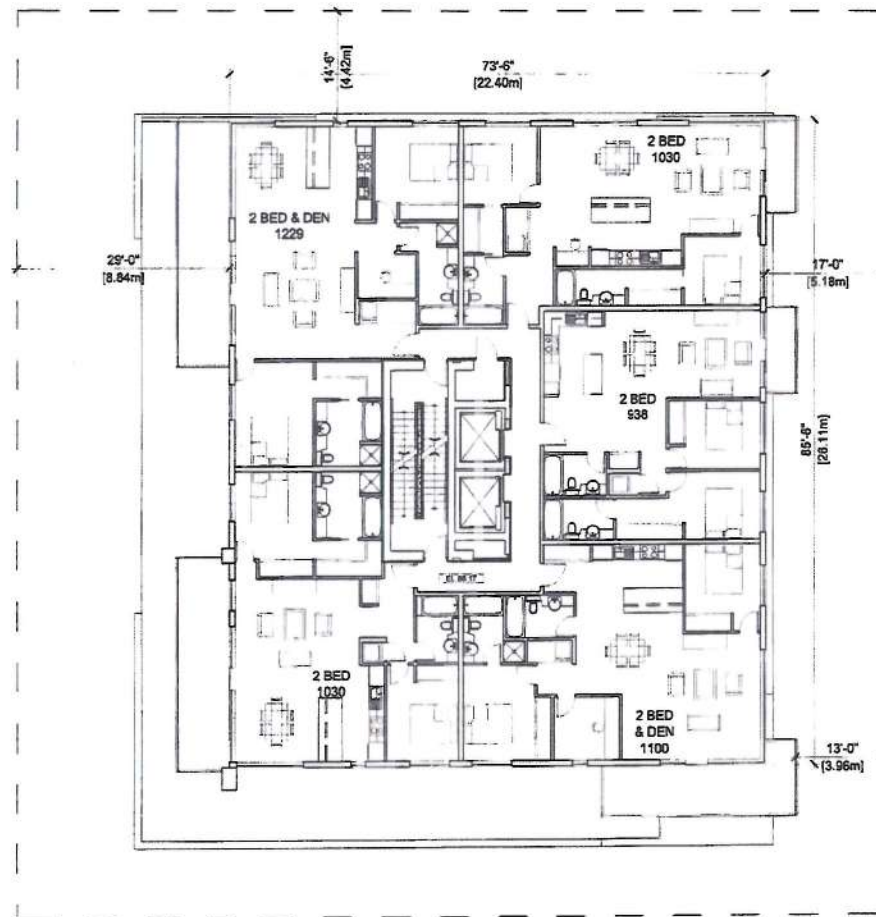 14'-6"
[4.42m]
73'-6"
[22.40m]
2 BED
1030
2 BED & DEN
1229
29'-0"
[8.84m]
17'-0"
[5.18m]
2 BED
938
85'-6"
[26.11m]
2 BED
1030
2 BED
& DEN
1100
13'-0"
[3.96m]